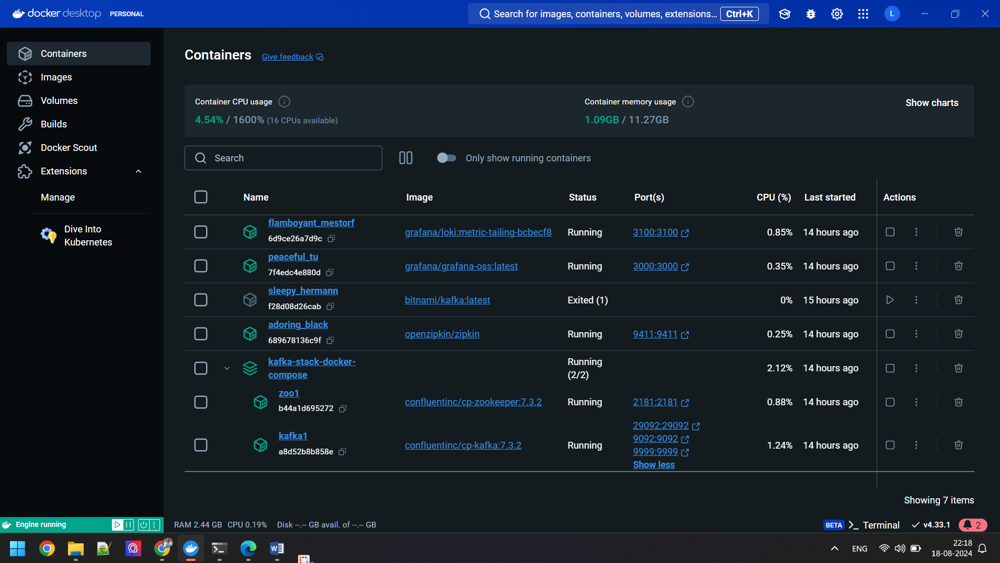 docker desktop PERSONAL
Search for images, containers, volumes, extensions... Ctrl+K
L
Containers
Images
Volumes
Builds
Docker Scout
Extensions
Manage
Dive Into
Kubernetes
Containers Give feedback
Container CPU usage
4.54% / 1600% (16 CPUs available)
Container memory usage
1.09GB / 11.27GB
Show charts
Search
Only show running containers
Name Image Status Port(s) CPU (%) Last started Actions
flamboyant_mestorf
6d9ce26a7d9c
grafana/loki:metric-tailing-bcbecf8 Running 3100:3100 0.85% 14 hours ago
peaceful_tu
7f4edc4e880d
grafana/grafana-oss:latest Running 3000:3000 0.35% 14 hours ago
sleepy_hermann
f28d08d26cab
bitnami/kafka:latest Exited (1) 0% 15 hours ago
adoring_black
689678136c9f
openzipkin/zipkin Running 9411:9411 0.25% 14 hours ago
kafka-stack-docker-
compose
Running
(2/2)
2.12% 14 hours ago
zoo1
b44a1d695272
confluentinc/cp-zookeeper:7.3.2 Running 2181:2181 0.88% 14 hours ago
kafka1
a8d52b8b858e
confluentinc/cp-kafka:7.3.2 Running
29092:29092
9092:9092
9999:9999
Show less
1.24% 14 hours ago
Showing 7 items
Engine running
RAM 2.44 GB CPU 0.19% Disk --.-- GB avail. of --.-- GB
BETA Terminal v4.33.1 2
W
ENG
22:18
18-08-2024